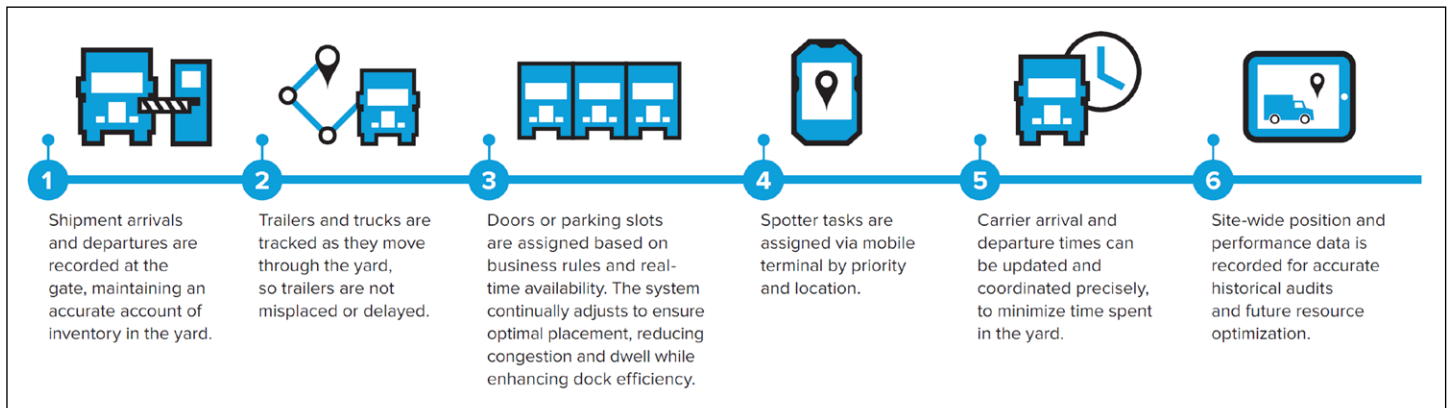 1
Shipment arrivals
and departures are
recorded at the
gate, maintaining an
accurate account of
inventory in the yard.
2
Trailers and trucks are
tracked as they move
through the yard,
so trailers are not
misplaced or delayed.
3
Doors or parking slots
are assigned based on
business rules and real-
time availability. The system
continually adjusts to ensure
optimal placement, reducing
congestion and dwell while
enhancing dock efficiency.
4
Spotter tasks are
assigned via mobile
terminal by priority
and location.
5
Carrier arrival and
departure times can
be updated and
coordinated precisely,
to minimize time spent
in the yard.
6
Site-wide position and
performance data is
recorded for accurate
historical audits
and future resource
optimization.